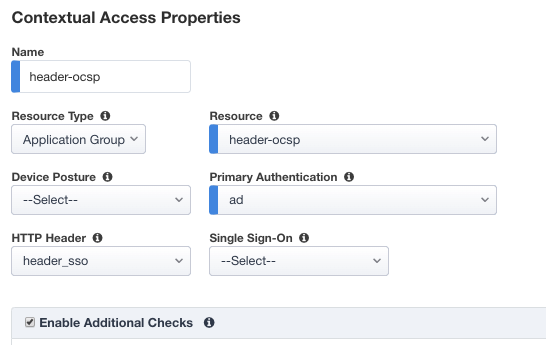 Contextual Access Properties
Name
header-ocsp
Resource Type Resource
Application Group header-ocsp
Device Posture Primary Authentication
--Select-- ad
HTTP Header Single Sign-On
header_sso --Select--
Enable Additional Checks